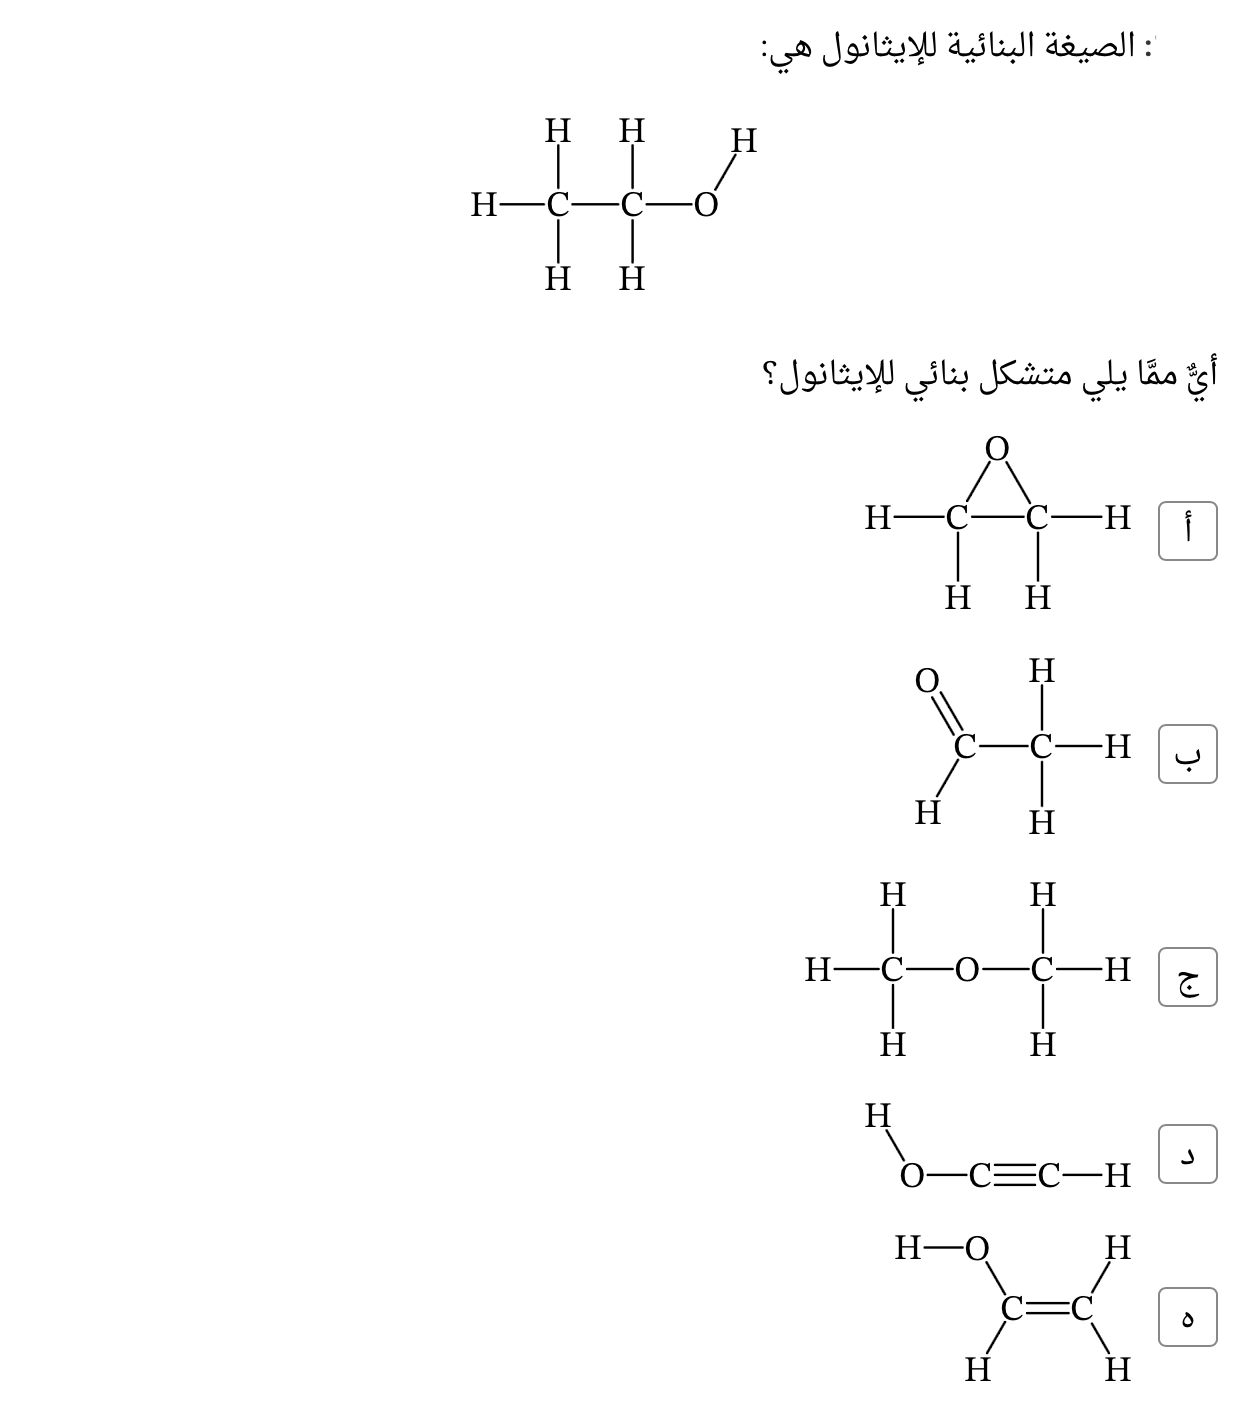 : الصيغة البنائية للإيثانول هي:
H H H
H—C—C—O
H H
أيٌّ ممَّا يلي متشكل بنائي للإيثانول؟
O
H—C—C—H أ
H H
O H
C—C—H ب
H H
H H
H—C—O—C—H ج
H H
H
O—C≡C—H د
H—O H
C=C ه
H H